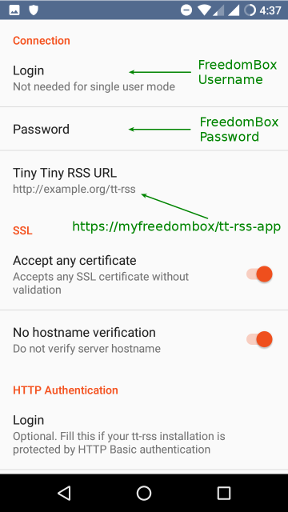 4:37
Connection
Login
Not needed for single user mode
FreedomBox
Username
Password
FreedomBox
Password
Tiny Tiny RSS URL
http://example.org/tt-rss
https://myfreedombox/tt-rss-app
SSL
Accept any certificate
Accepts any SSL certificate without
validation
No hostname verification
Do not verify server hostname
HTTP Authentication
Login
Optional. Fill this if your tt-rss installation is
protected by HTTP Basic authentication